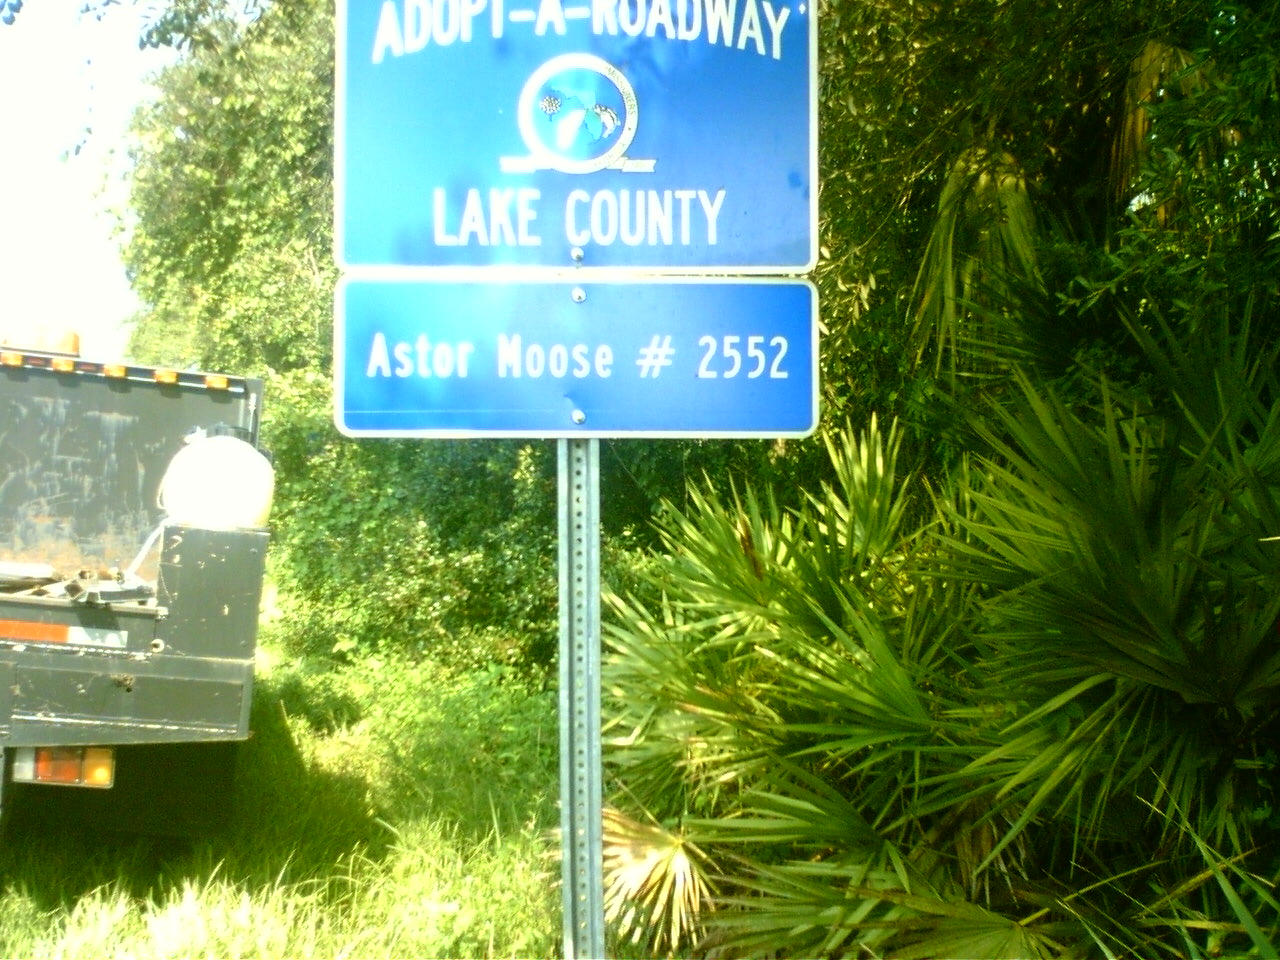 ADOPT-A-ROADWAY
LAKE COUNTY
Astor Moose # 2552